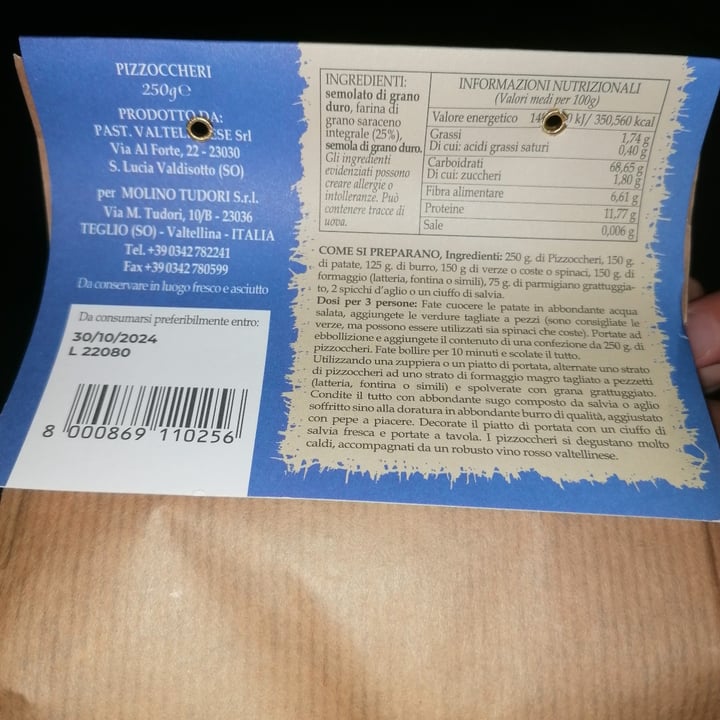 PIZZOCCHERI
250g℮
PRODOTTO DA:
PAST. VALTEL SE Srl
Via Al Forte, 22 - 23030
S. Lucia Valdisotto (SO)
per MOLINO TUDORI S.r.l.
Via M. Tudori, 10/B - 23036
TEGLIO (SO) - Valtellina - ITALIA
Tel. +39 0342 782241
Fax +39 0342 780599
Da conservare in luogo fresco e asciutto
Da consumarsi preferibilmente entro:
30/10/2024
L 22080
8 000869 110256
INGREDIENTI:
semolato di grano
duro, farina di
grano saraceno
integrale (25%),
semola di grano duro.
Gli ingredienti
evidenziati possono
creare allergie o
intolleranze. Può
contenere tracce di
uova.
INFORMAZIONI NUTRIZIONALI
(Valori medi per 100g)
Valore energetico kJ/ 350,560 kcal
Grassi 1,74 g
Di cui: acidi grassi saturi 0,40 g
Carboidrati 68,65 g
Di cui: zuccheri 1,80 g
Fibra alimentare 6,61 g
Proteine 11,77 g
Sale 0,006 g
COME SI PREPARANO, Ingredienti: 250 g. di Pizzoccheri, 150 g.
di patate, 125 g. di burro, 150 g di verze o coste o spinaci, 150 g. di
formaggio (latteria, fontina o simili), 75 g. di parmigiano grattuggia-
to, 2 spicchi d'aglio o un ciuffo di salvia.
Dosi per 3 persone: Fate cuocere le patate in abbondante acqua
salata, aggiungete le verdure tagliate a pezzi (sono consigliate le
verze, ma possono essere utilizzati sia spinaci che coste). Portate ad
ebbollizione e aggiungete il contenuto di una confezione da 250 g. di
pizzoccheri. Fate bollire per 10 minuti e scolate il tutto.
Utilizzando una zuppiera o un piatto di portata, alternate uno strato
di pizzoccheri ad uno strato di formaggio magro tagliato a pezzetti
(latteria, fontina o simili) e spolverate con grana grattuggiato.
Condite il tutto con abbondante sugo composto da salvia o aglio
soffritto sino alla doratura in abbondante burro di qualità, aggiustato
con pepe a piacere. Decorate il piatto di portata con un ciuffo di
salvia fresca e portate a tavola. I pizzoccheri si degustano molto
caldi, accompagnati da un robusto vino rosso valtellinese.